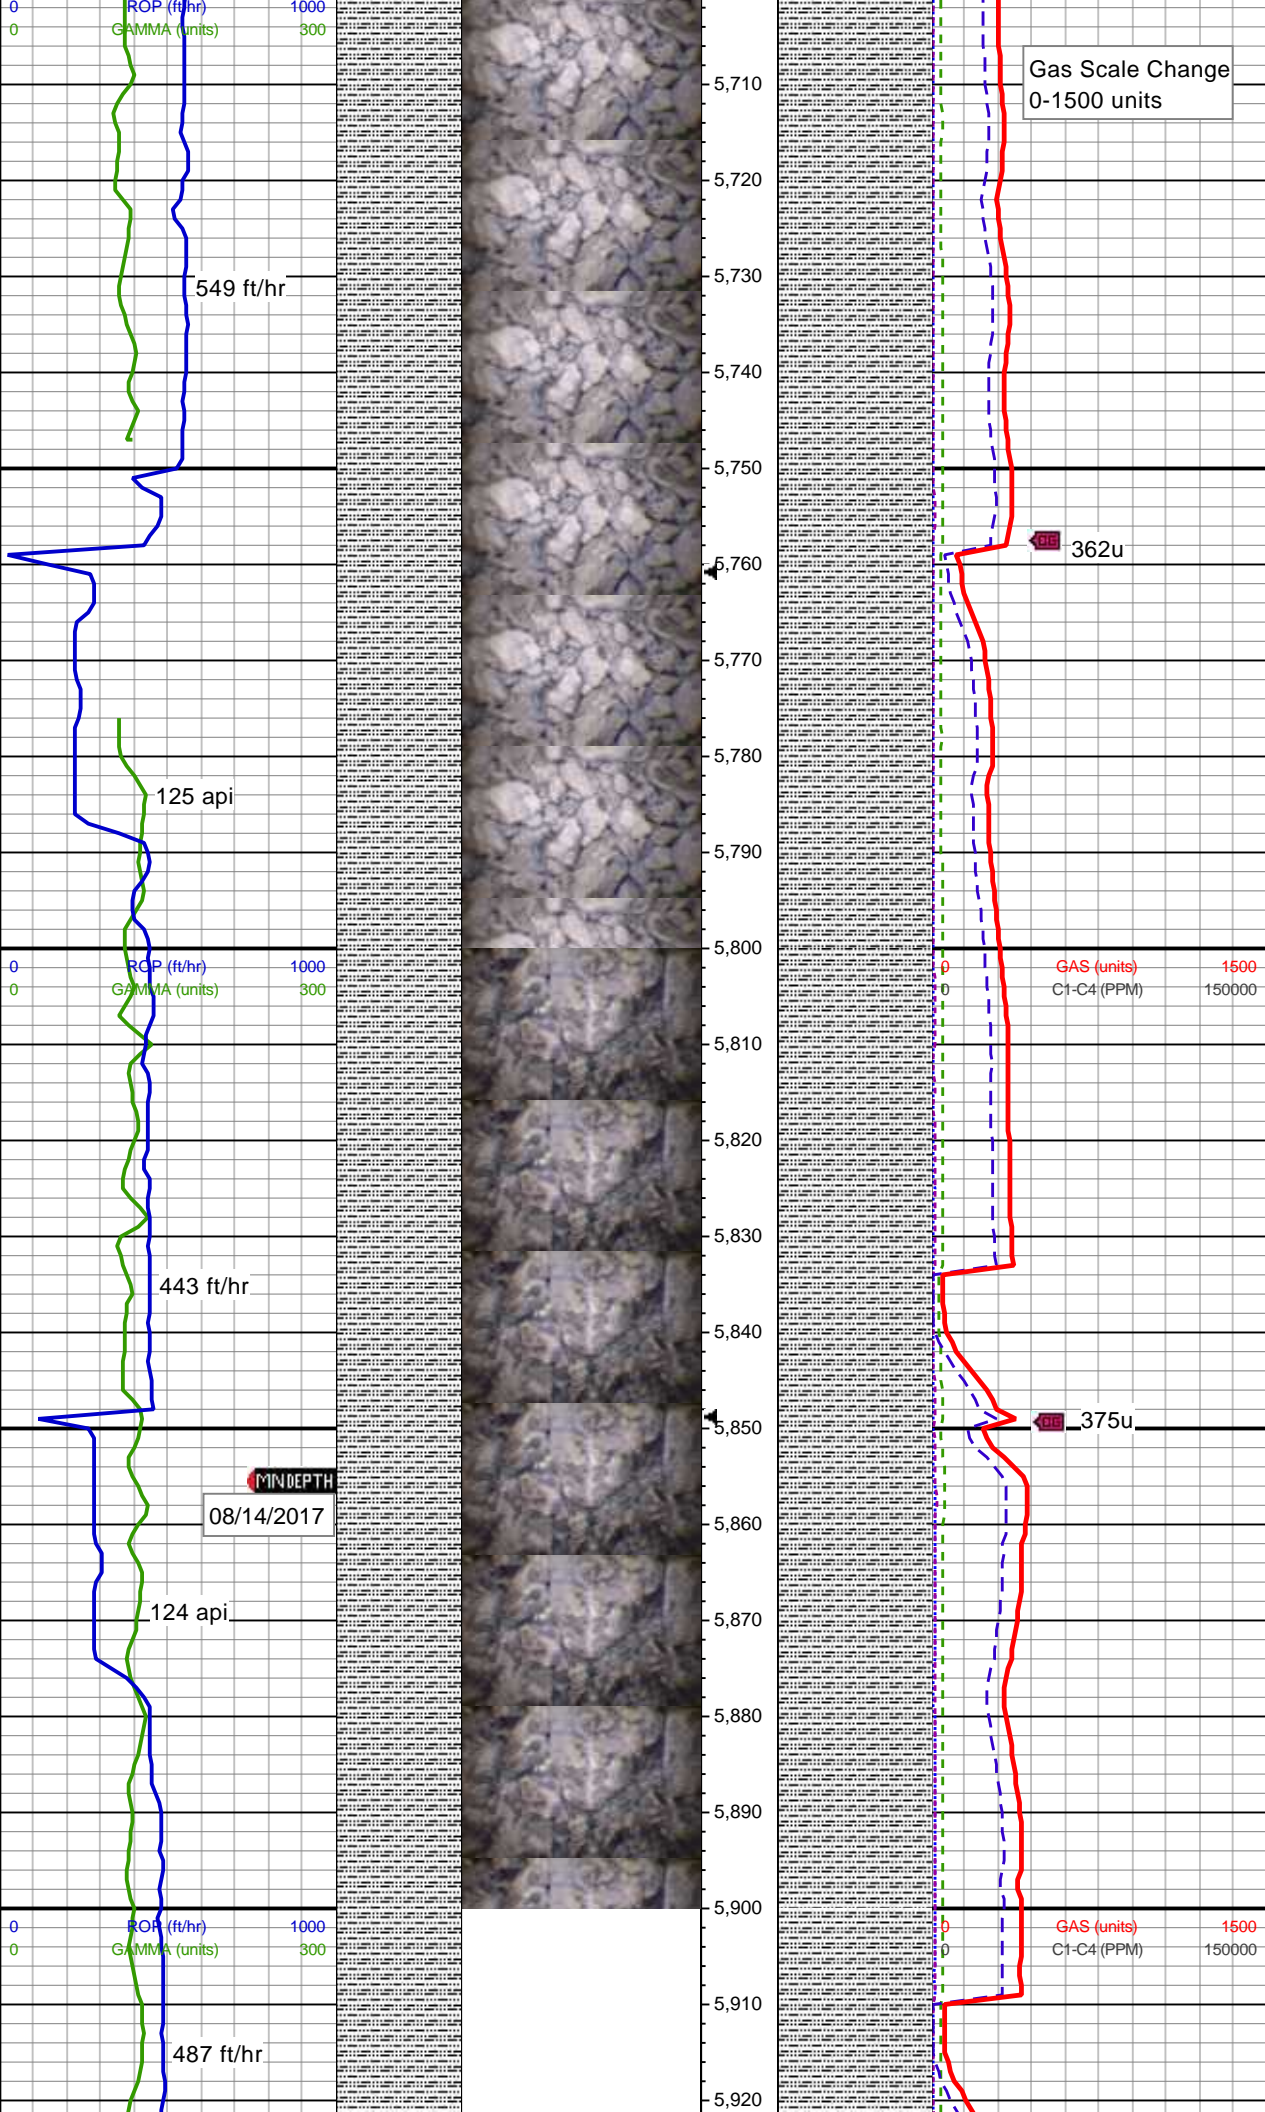 0 ROP (ft/hr) 1000
0 GAMMA (units) 300
Gas Scale Change
0-1500 units
5,710
5,720
5,730
549 ft/hr
5,740
5,750
362u
5,760
5,770
5,780
125 api
5,790
5,800
0 ROP (ft/hr) 1000
0 GAMMA (units) 300
0 GAS (units) 1500
0 C1-C4 (PPM) 150000
5,810
5,820
5,830
443 ft/hr
5,840
375u
5,850
MN DEPTH
08/14/2017
5,860
124 api
5,870
5,880
5,890
5,900
0 ROP (ft/hr) 1000
0 GAMMA (units) 300
0 GAS (units) 1500
0 C1-C4 (PPM) 150000
5,910
487 ft/hr
5,920